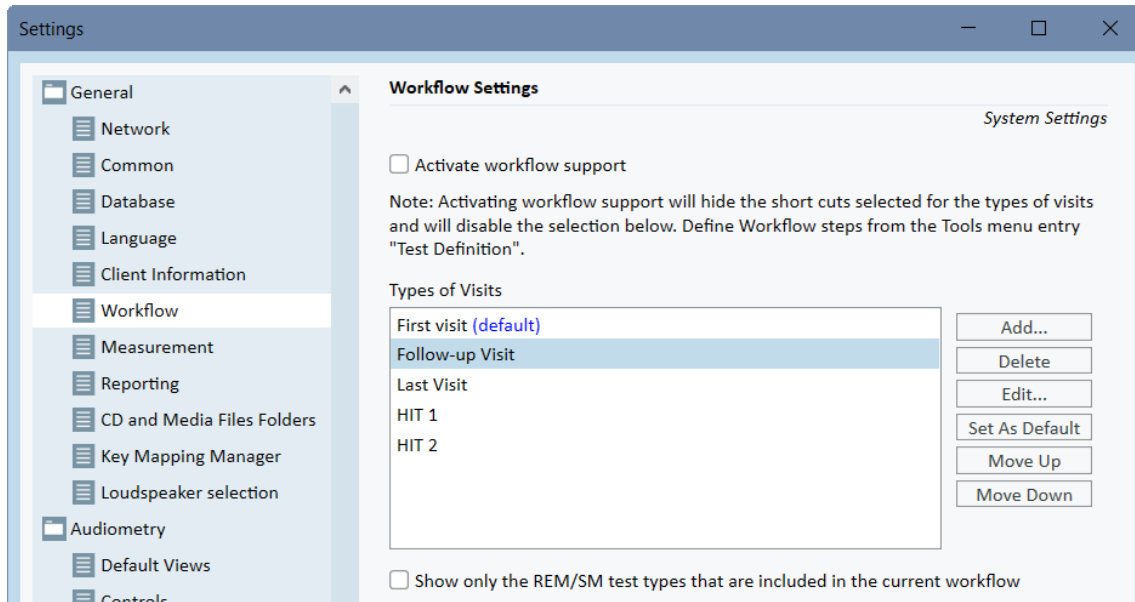 Settings
General
Network
Common
Database
Language
Client Information
Workflow
Measurement
Reporting
CD and Media Files Folders
Key Mapping Manager
Loudspeaker selection
Audiometry
Default Views
Controls
Workflow Settings
System Settings
Activate workflow support
Note: Activating workflow support will hide the short cuts selected for the types of visits
and will disable the selection below. Define Workflow steps from the Tools menu entry
"Test Definition".
Types of Visits
First visit (default)
Follow-up Visit
Last Visit
HIT 1
HIT 2
Add...
Delete
Edit...
Set As Default
Move Up
Move Down
Show only the REM/SM test types that are included in the current workflow